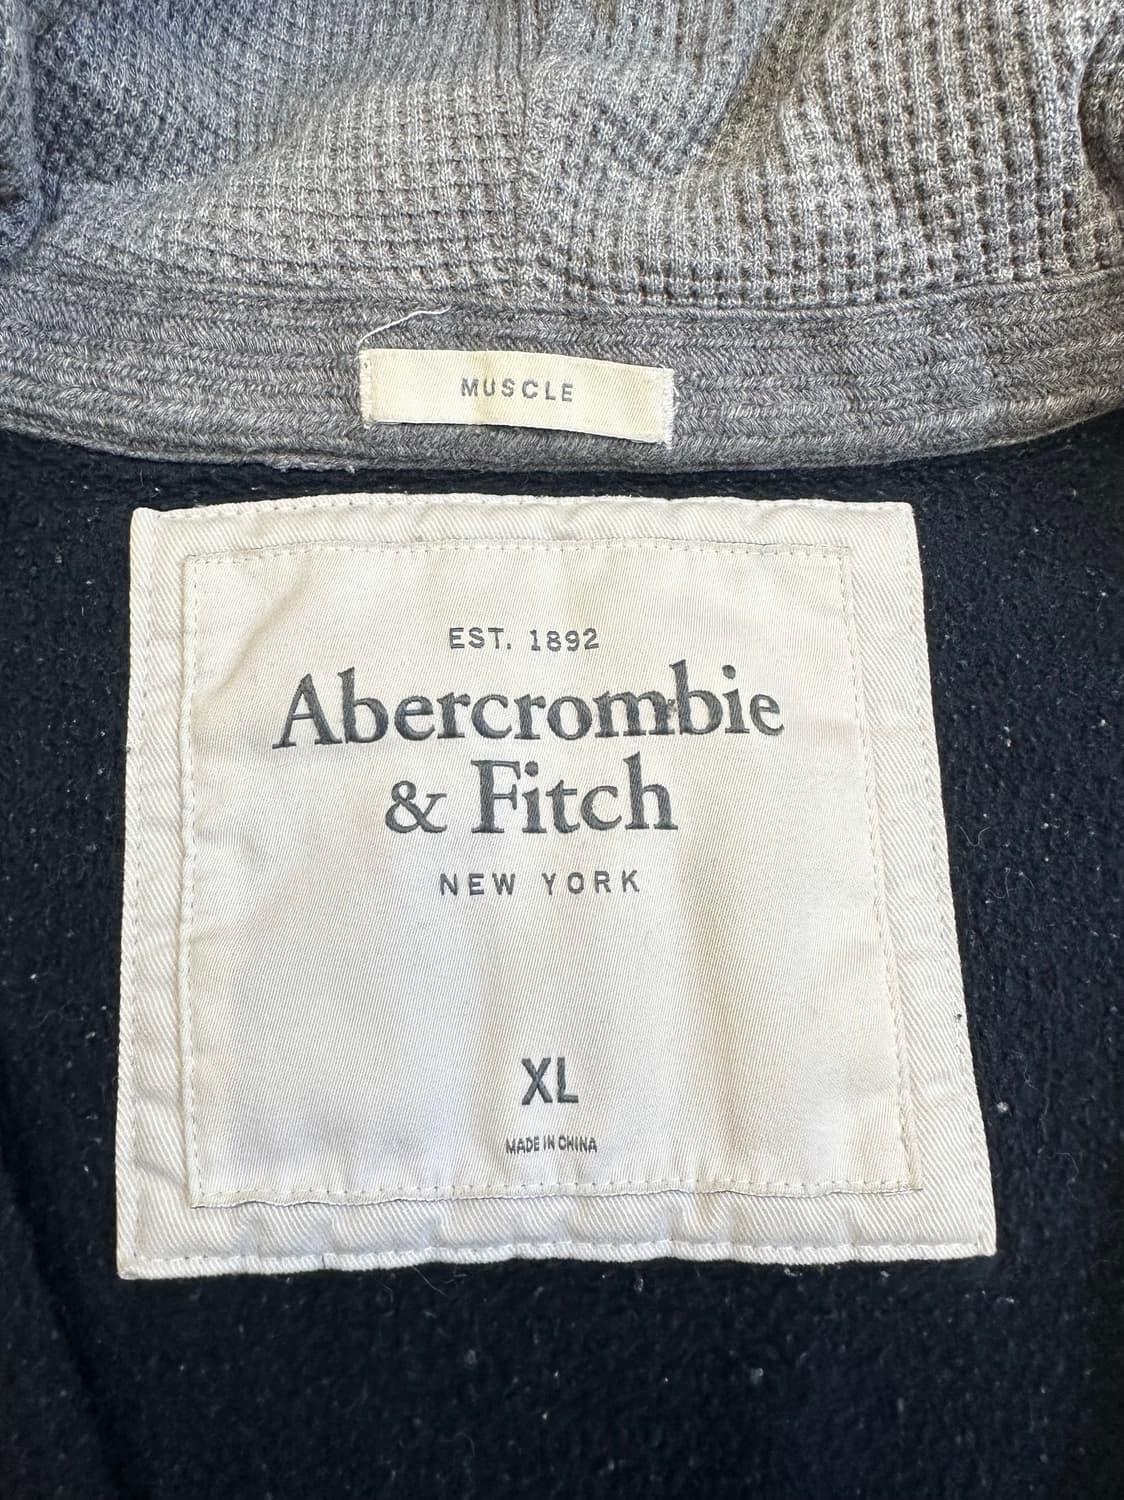 MUSCLE
EST. 1892
Abercrombie
& Fitch
NEW YORK
XL
MADE IN CHINA